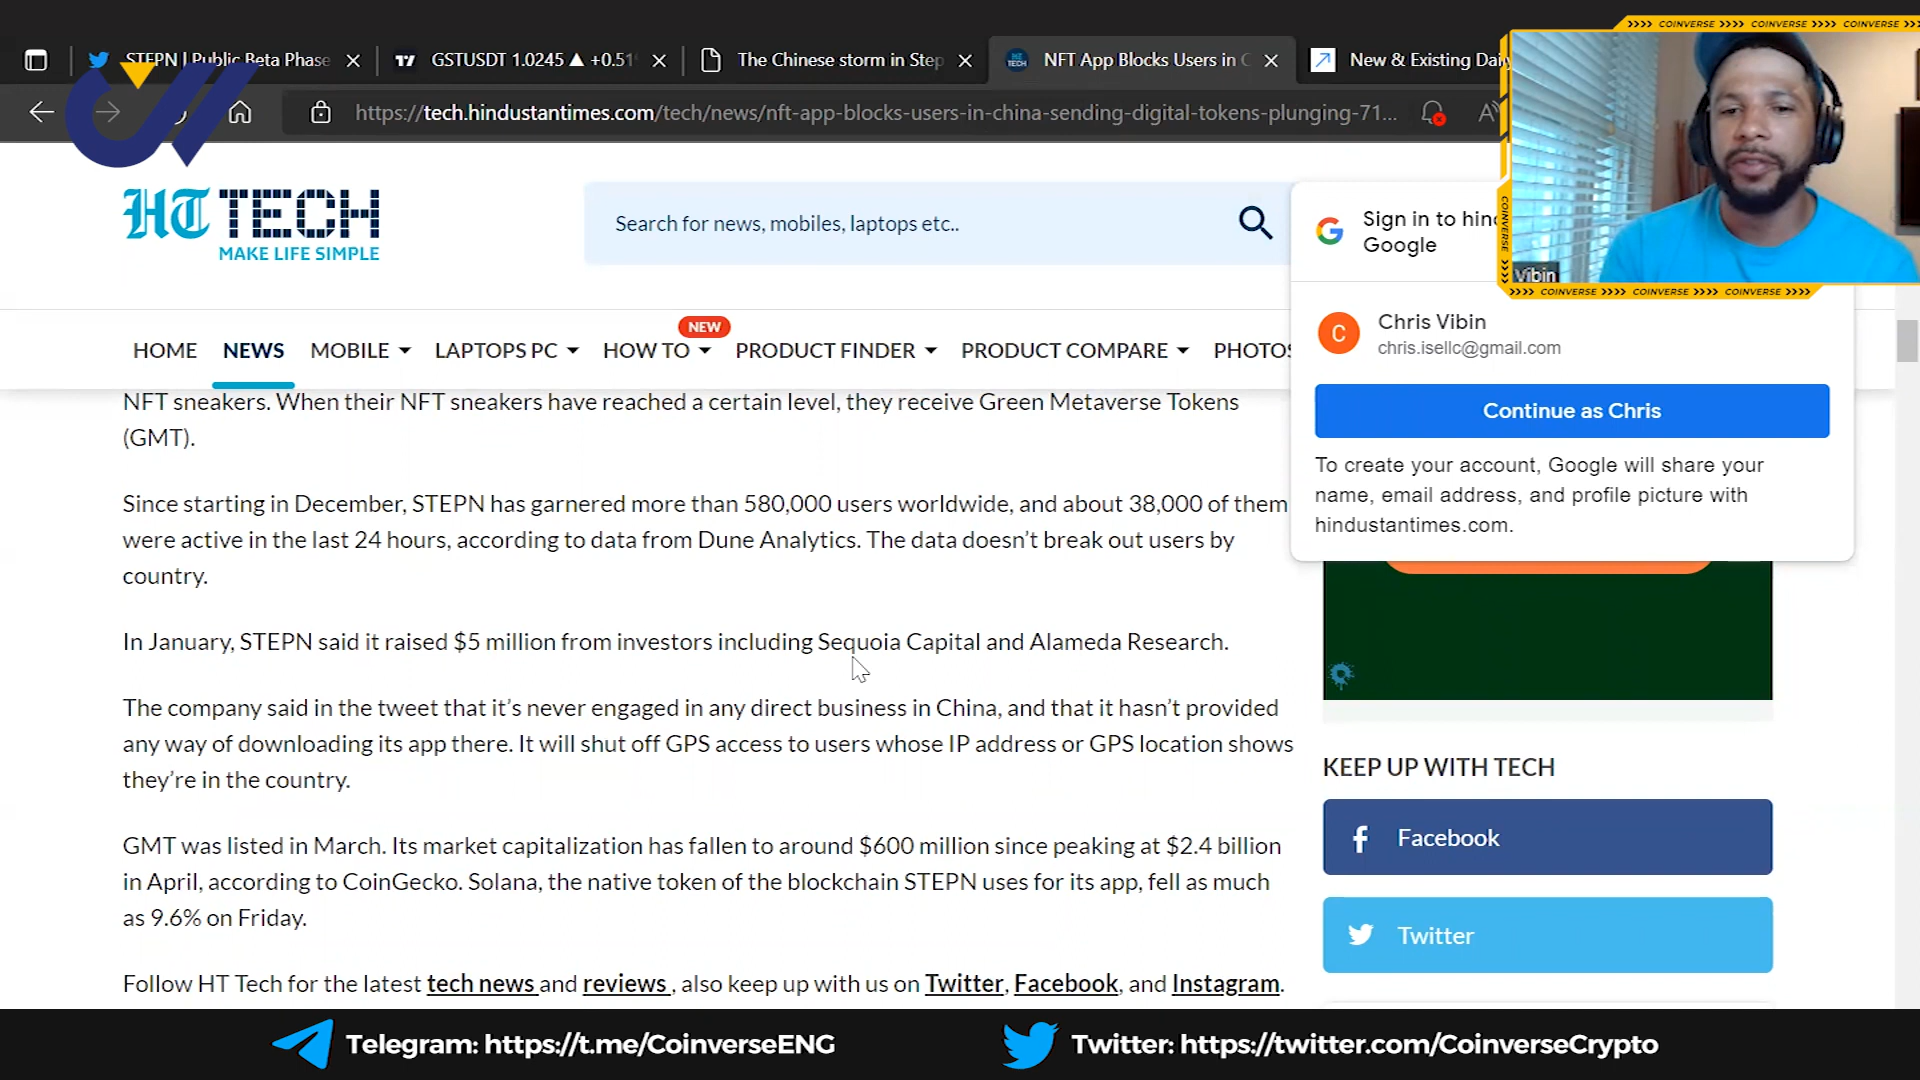 >>>> COINVERSE >>>> COINVERSE >>>> COINVERSE >>>>
STEPN | Public Beta Phase
GSTUSDT 1.0245 ▲ +0.51
The Chinese storm in Step
NFT App Blocks Users in C
New & Existing Daily
https://tech.hindustantimes.com/tech/news/nft-app-blocks-users-in-china-sending-digital-tokens-plunging-71...
COINVERSE
HT TECH
MAKE LIFE SIMPLE
Search for news, mobiles, laptops etc..
Sign in to hin
Google
Vibin
>>>> COINVERSE >>>> COINVERSE >>>> COINVERSE >>>>
Chris Vibin
chris.isellc@gmail.com
C
NEW
HOME NEWS MOBILE LAPTOPS PC HOW TO PRODUCT FINDER PRODUCT COMPARE PHOTOS
Continue as Chris
To create your account, Google will share your
name, email address, and profile picture with
hindustantimes.com.
NFT sneakers. When their NFT sneakers have reached a certain level, they receive Green Metaverse Tokens
(GMT).
Since starting in December, STEPN has garnered more than 580,000 users worldwide, and about 38,000 of them
were active in the last 24 hours, according to data from Dune Analytics. The data doesn't break out users by
country.
In January, STEPN said it raised $5 million from investors including Sequoia Capital and Alameda Research.
The company said in the tweet that it's never engaged in any direct business in China, and that it hasn't provided
any way of downloading its app there. It will shut off GPS access to users whose IP address or GPS location shows
they're in the country.
GMT was listed in March. Its market capitalization has fallen to around $600 million since peaking at $2.4 billion
in April, according to CoinGecko. Solana, the native token of the blockchain STEPN uses for its app, fell as much
as 9.6% on Friday.
Follow HT Tech for the latest tech news and reviews , also keep up with us on Twitter, Facebook, and Instagram.
KEEP UP WITH TECH
Facebook
Twitter
Telegram: https://t.me/CoinverseENG
Twitter: https://twitter.com/CoinverseCrypto